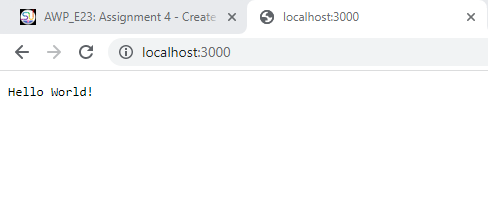 AWP_E23: Assignment 4 - Create
localhost:3000
localhost:3000
Hello World!